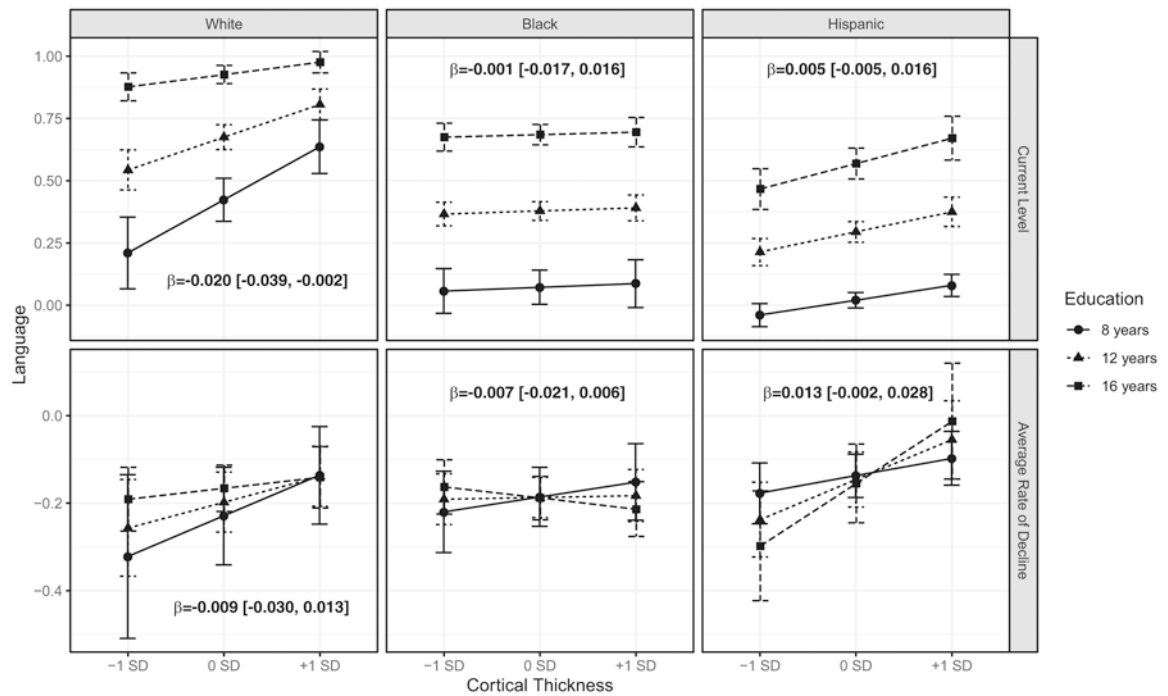 White
Black
Hispanic
Language
1.00
0.75
0.50
0.25
0.00
β=-0.020 [-0.039, -0.002]
β=-0.001 [-0.017, 0.016]
β=0.005 [-0.005, 0.016]
Current Level
0.0
−0.2
−0.4
β=-0.009 [-0.030, 0.013]
β=-0.007 [-0.021, 0.006]
β=0.013 [-0.002, 0.028]
Average Rate of Decline
−1 SD
0 SD
+1 SD
−1 SD
0 SD
+1 SD
−1 SD
0 SD
+1 SD
Cortical Thickness
Education
8 years
12 years
16 years